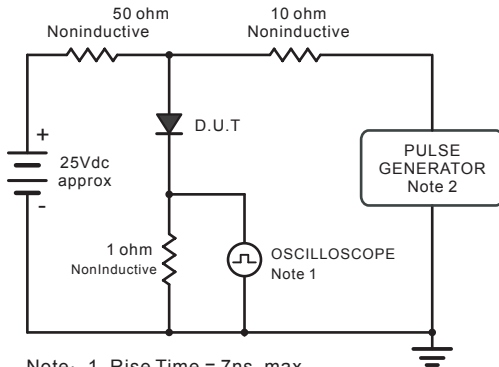 50 ohm
Noninductive
10 ohm
Noninductive
+
D.U.T
25Vdc
approx
-
PULSE
GENERATOR
Note 2
1 ohm
NonInductive
OSCILLOSCOPE
Note 1
Note: 1. Rise Time = 7ns, max.